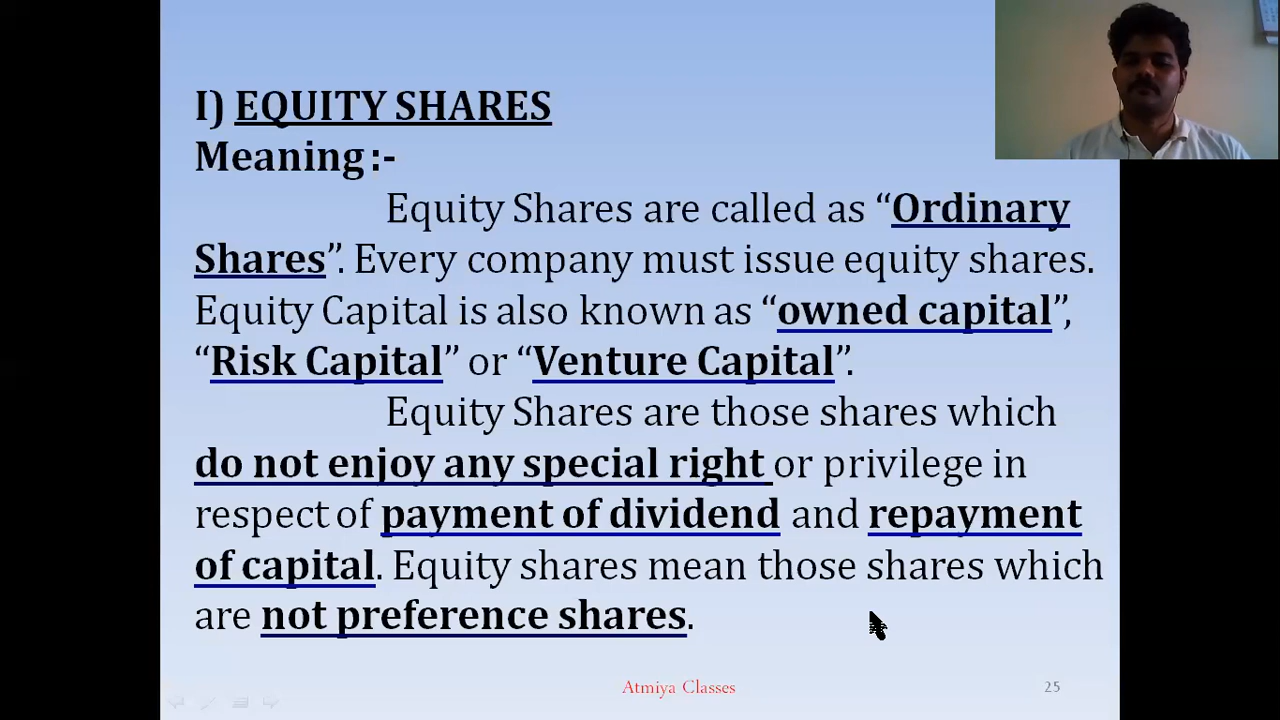 I) EQUITY SHARES
Meaning :-
Equity Shares are called as “Ordinary
Shares”. Every company must issue equity shares.
Equity Capital is also known as “owned capital”,
“Risk Capital” or “Venture Capital”.
Equity Shares are those shares which
do not enjoy any special right or privilege in
respect of payment of dividend and repayment
of capital. Equity shares mean those shares which
are not preference shares.
Atmiya Classes
25